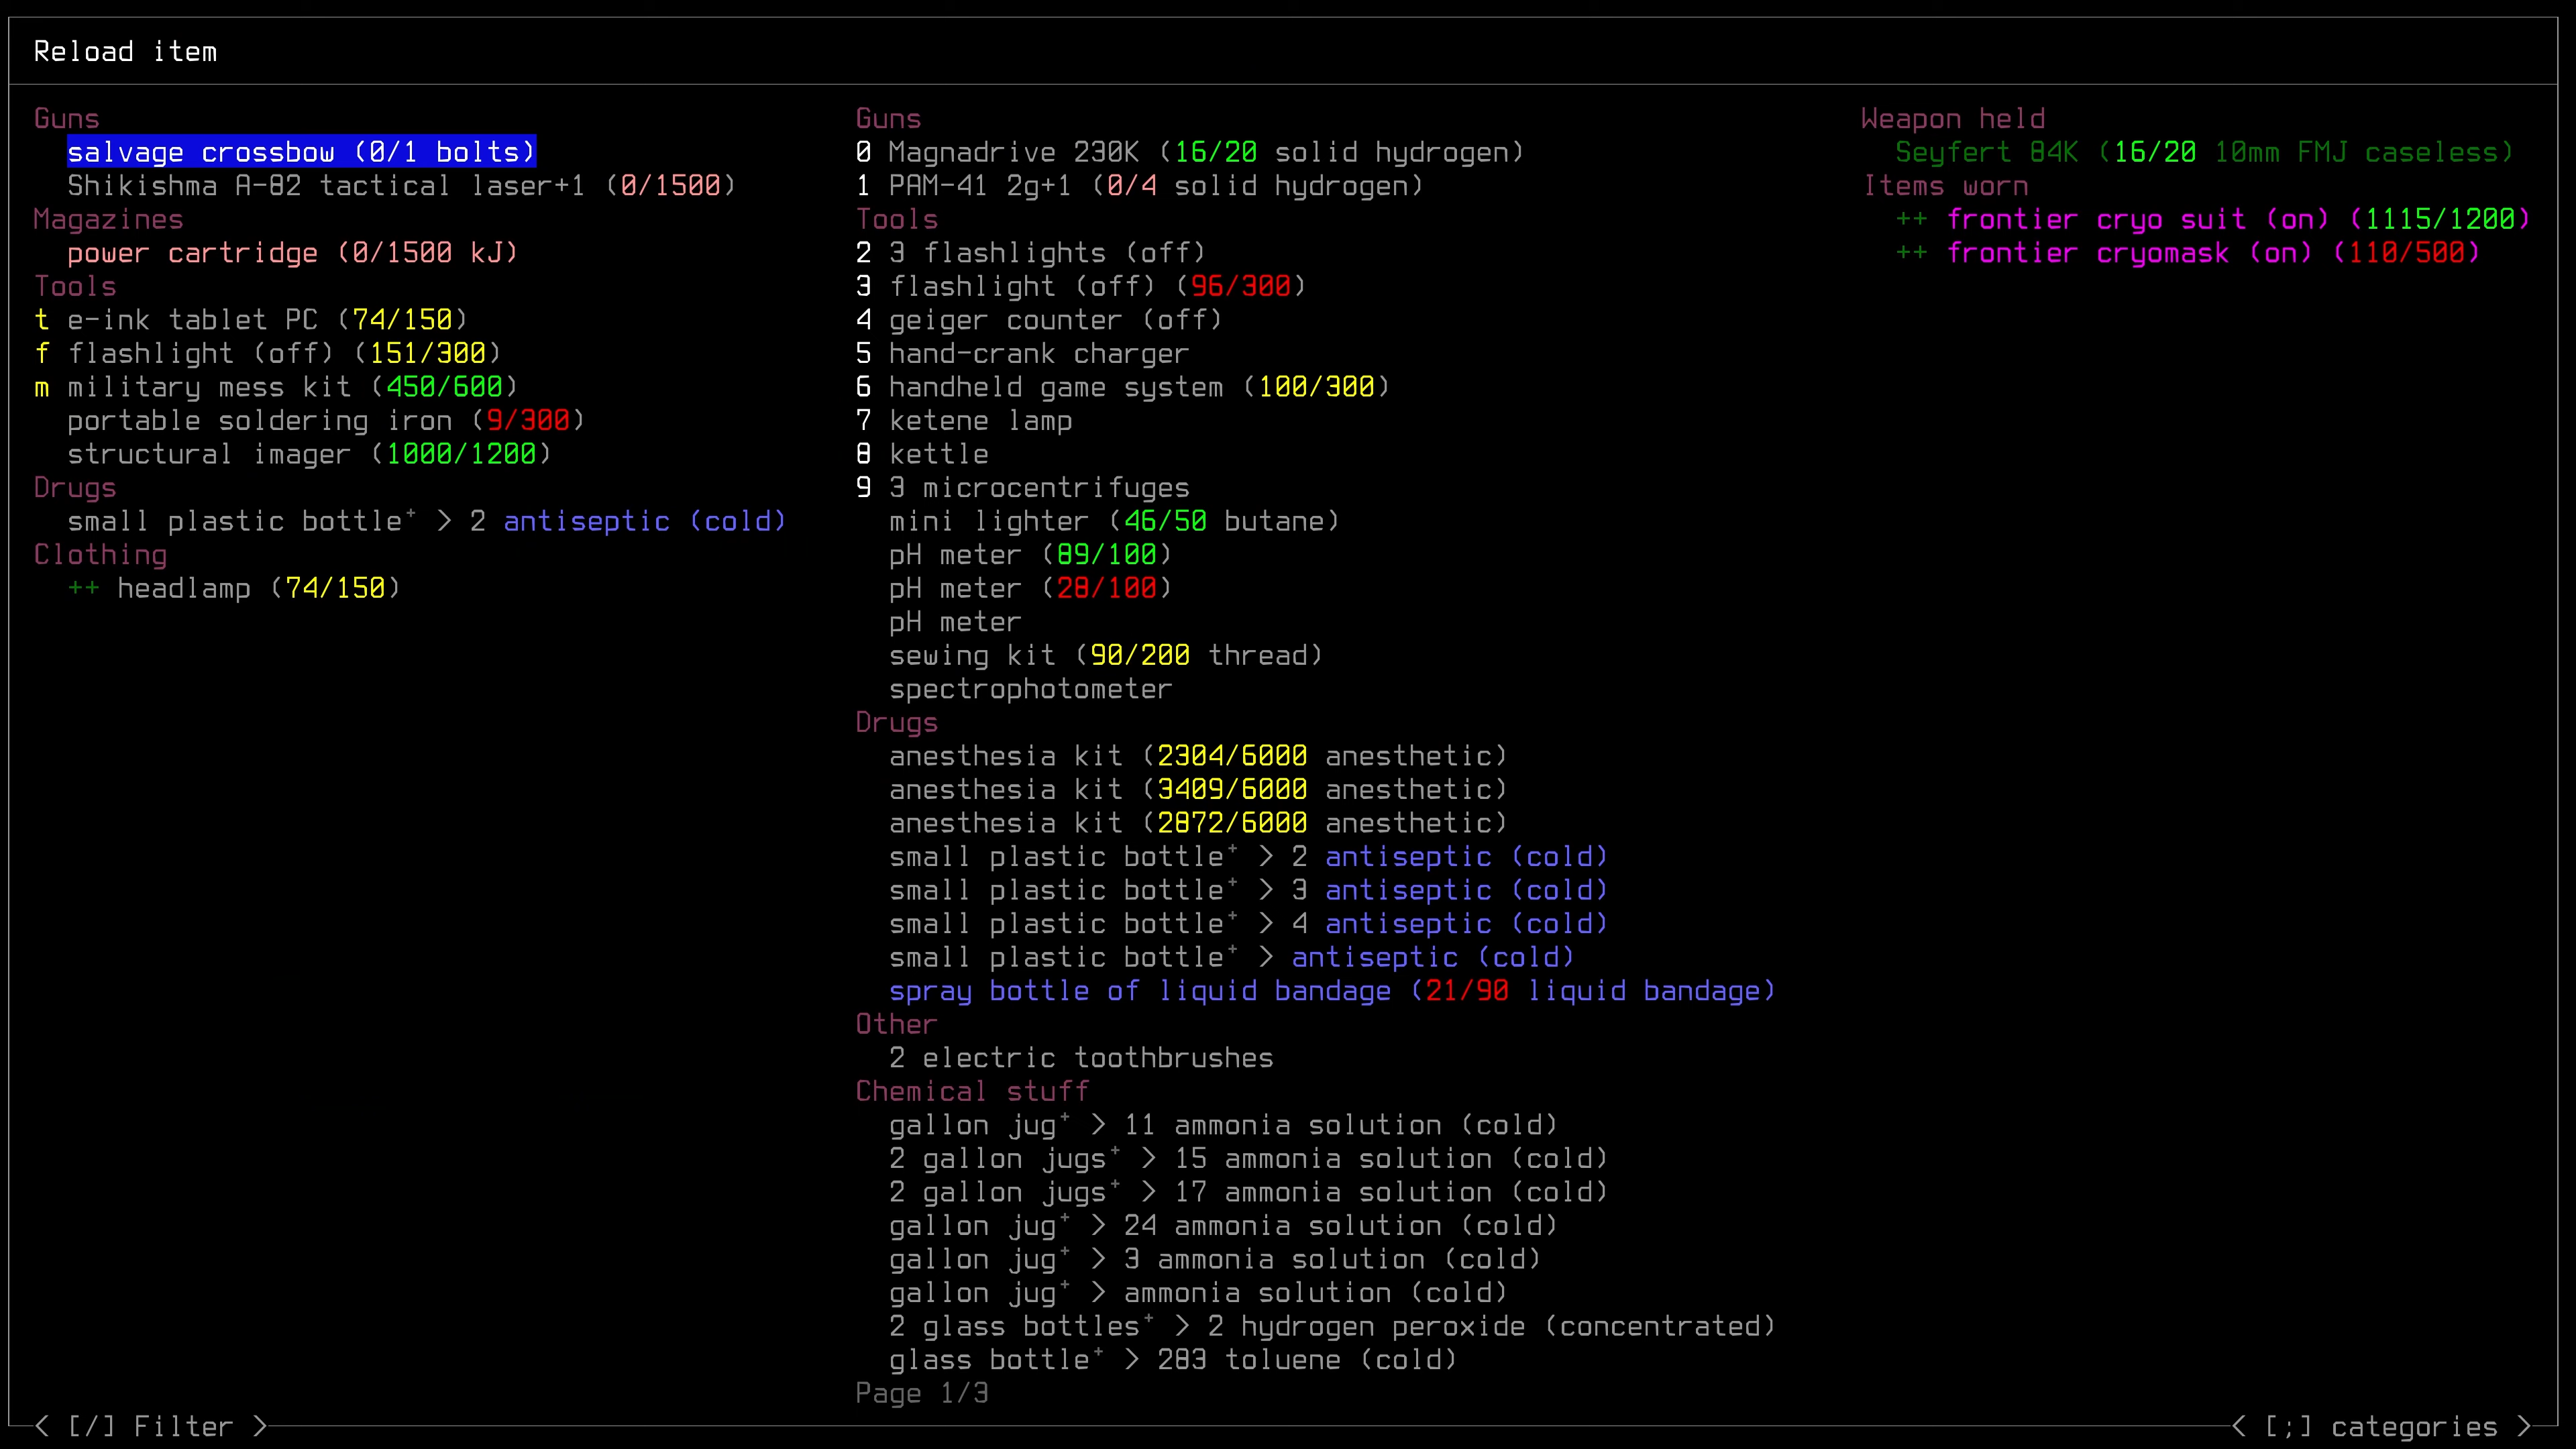 Reload item
Guns
salvage crossbow (0/1 bolts)
Shikishma A-82 tactical laser+1 (0/1500)
Magazines
power cartridge (0/1500 kJ)
Tools
t e-ink tablet PC (74/150)
f flashlight (off) (151/300)
m military mess kit (450/600)
portable soldering iron (9/300)
structural imager (1000/1200)
Drugs
small plastic bottle⁺ > 2 antiseptic (cold)
Clothing
++ headlamp (74/150)
Guns
0 Magnadrive 230K (16/20 solid hydrogen)
1 PAM-41 2g+1 (0/4 solid hydrogen)
Tools
2 3 flashlights (off)
3 flashlight (off) (96/300)
4 geiger counter (off)
5 hand-crank charger
6 handheld game system (100/300)
7 ketene lamp
8 kettle
9 3 microcentrifuges
mini lighter (46/50 butane)
pH meter (89/100)
pH meter (28/100)
pH meter
sewing kit (90/200 thread)
spectrophotometer
Drugs
anesthesia kit (2304/6000 anesthetic)
anesthesia kit (3409/6000 anesthetic)
anesthesia kit (2872/6000 anesthetic)
small plastic bottle⁺ > 2 antiseptic (cold)
small plastic bottle⁺ > 3 antiseptic (cold)
small plastic bottle⁺ > 4 antiseptic (cold)
small plastic bottle⁺ > antiseptic (cold)
spray bottle of liquid bandage (21/90 liquid bandage)
Other
2 electric toothbrushes
Chemical stuff
gallon jug⁺ > 11 ammonia solution (cold)
2 gallon jugs⁺ > 15 ammonia solution (cold)
2 gallon jugs⁺ > 17 ammonia solution (cold)
gallon jug⁺ > 24 ammonia solution (cold)
gallon jug⁺ > 3 ammonia solution (cold)
gallon jug⁺ > ammonia solution (cold)
2 glass bottles⁺ > 2 hydrogen peroxide (concentrated)
glass bottle⁺ > 283 toluene (cold)
Page 1/3
Weapon held
Seyfert 84K (16/20 10mm FMJ caseless)
Items worn
++ frontier cryo suit (on) (1115/1200)
++ frontier cryomask (on) (110/500)
< [/] Filter >
< [;] categories >